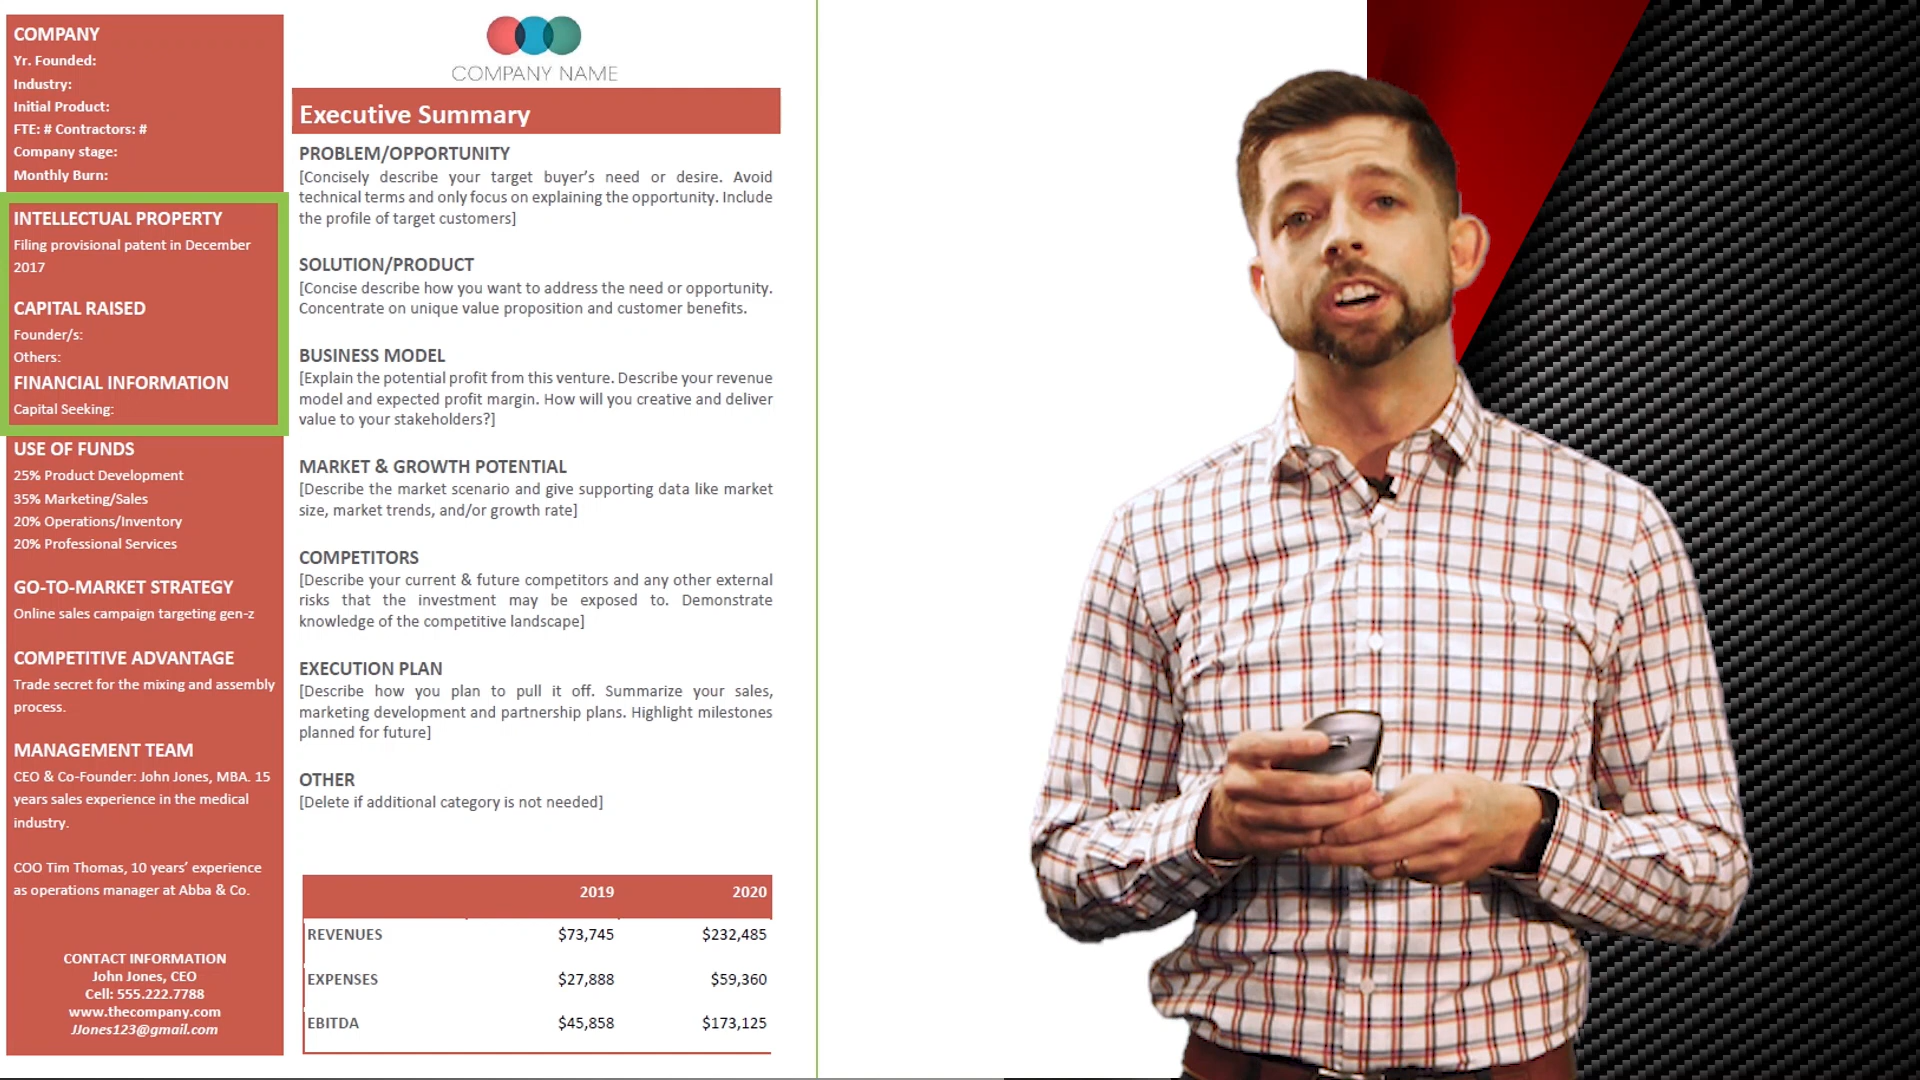 COMPANY
Yr. Founded:
Industry:
Initial Product:
FTE: # Contractors: #
Company stage:
Monthly Burn:
INTELLECTUAL PROPERTY
Filing provisional patent in December
2017
CAPITAL RAISED
Founder/s:
Others:
FINANCIAL INFORMATION
Capital Seeking:
USE OF FUNDS
25% Product Development
35% Marketing/Sales
20% Operations/Inventory
20% Professional Services
GO-TO-MARKET STRATEGY
Online sales campaign targeting gen-z
COMPETITIVE ADVANTAGE
Trade secret for the mixing and assembly
process.
MANAGEMENT TEAM
CEO & Co-Founder: John Jones, MBA. 15
years sales experience in the medical
industry.
COO Tim Thomas, 10 years’ experience
as operations manager at Abba & Co.
CONTACT INFORMATION
John Jones, CEO
Cell: 555.222.7788
www.thecompany.com
JJones123@gmail.com
COMPANY NAME
Executive Summary
PROBLEM/OPPORTUNITY
[Concisely describe your target buyer’s need or desire. Avoid
technical terms and only focus on explaining the opportunity. Include
the profile of target customers]
SOLUTION/PRODUCT
[Concise describe how you want to address the need or opportunity.
Concentrate on unique value proposition and customer benefits.
BUSINESS MODEL
[Explain the potential profit from this venture. Describe your revenue
model and expected profit margin. How will you creative and deliver
value to your stakeholders?]
MARKET & GROWTH POTENTIAL
[Describe the market scenario and give supporting data like market
size, market trends, and/or growth rate]
COMPETITORS
[Describe your current & future competitors and any other external
risks that the investment may be exposed to. Demonstrate
knowledge of the competitive landscape]
EXECUTION PLAN
[Describe how you plan to pull it off. Summarize your sales,
marketing development and partnership plans. Highlight milestones
planned for future]
OTHER
[Delete if additional category is not needed]
2019 2020
REVENUES $73,745 $232,485
EXPENSES $27,888 $59,360
EBITDA $45,858 $173,125